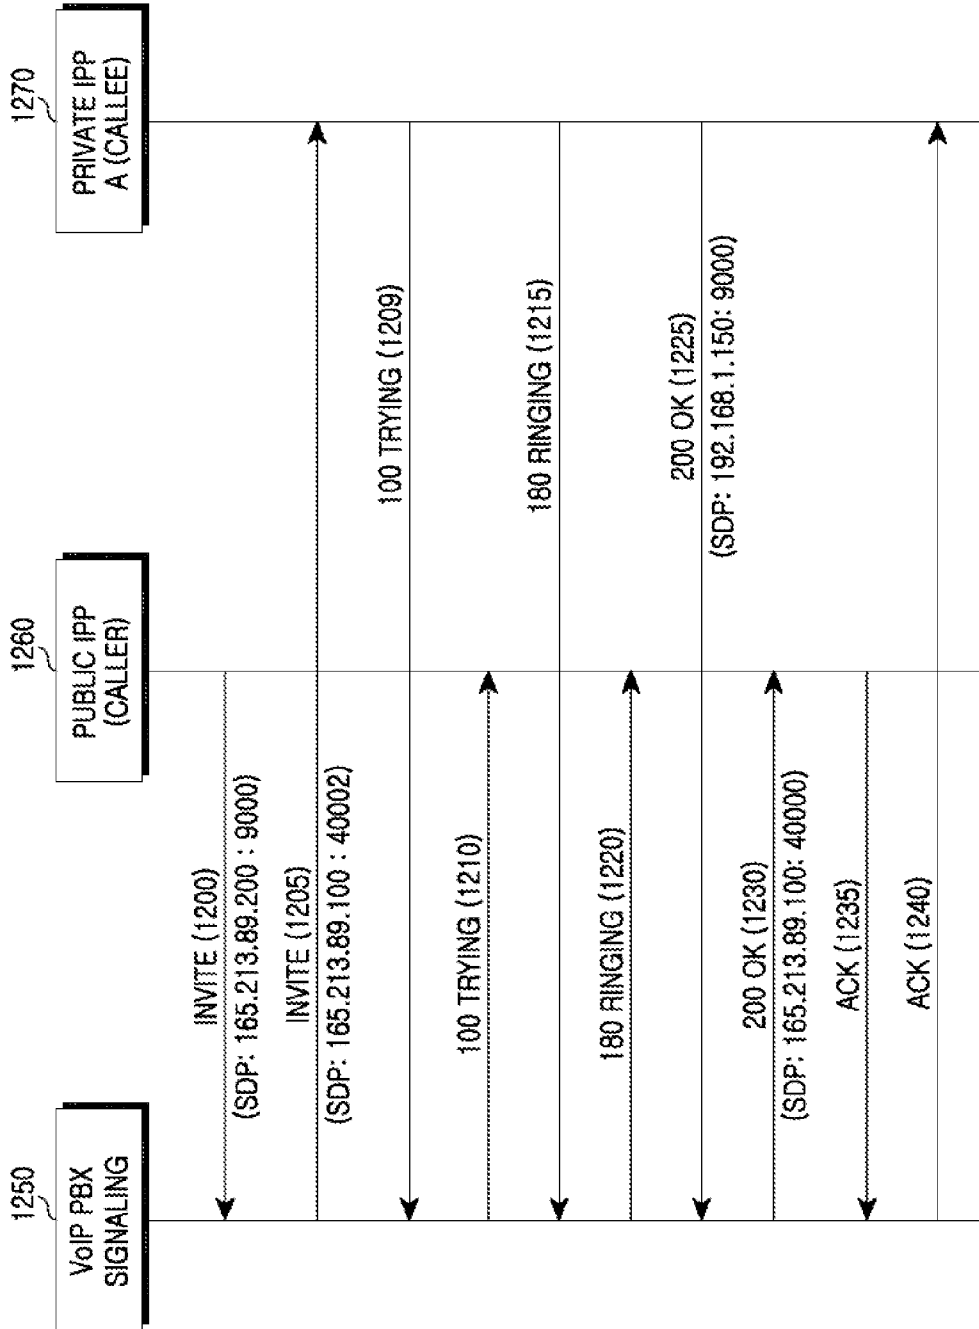 1250
VoIP PBX
SIGNALING
1260
PUBLIC IPP
(CALLER)
1270
PRIVATE IPP
A (CALLEE)
INVITE (1200)
(SDP: 165.213.89.200 : 9000)
INVITE (1205)
(SDP: 165.213.89.100 : 40002)
100 TRYING (1209)
100 TRYING (1210)
180 RINGING (1215)
180 RINGING (1220)
200 OK (1225)
(SDP: 192.168.1.150: 9000)
200 OK (1230)
(SDP: 165.213.89.100: 40000)
ACK (1235)
ACK (1240)